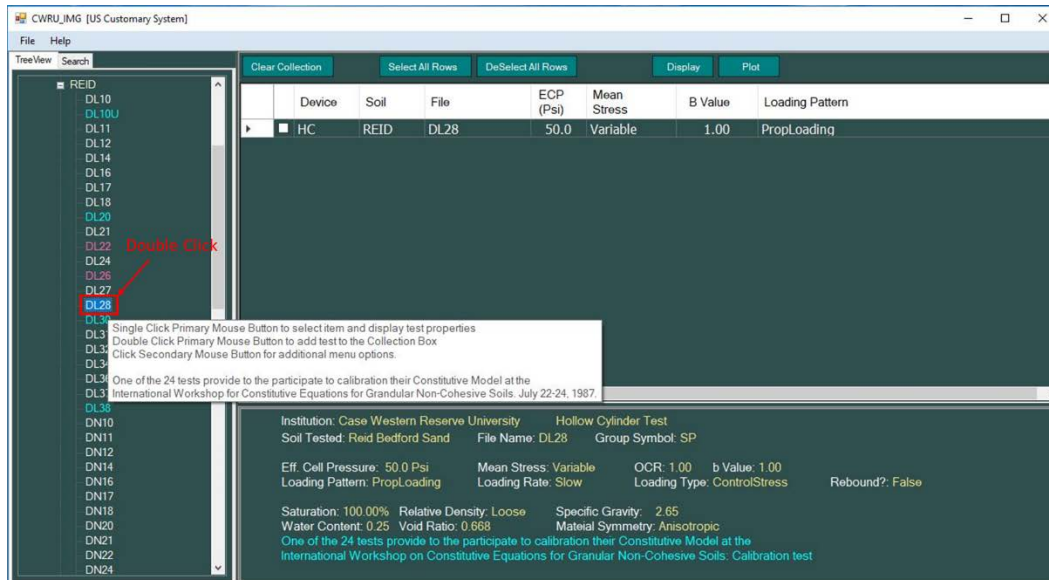 CWRU_IMG [US Customary System]
File Help
TreeView Search
Clear Collection Select All Rows DeSelect All Rows Display Plot
REID
DL10
DL10U
DL11
DL12
DL14
DL16
DL17
DL18
DL20
DL21
DL22
DL24
DL26
DL27
DL28
DL30
DL31
DL32
DL34
DL36
DL37
DL38
DN10
DN11
DN12
DN14
DN16
DN17
DN18
DN20
DN21
DN22
DN24
Double Click
Device Soil File ECP (Psi) Mean Stress B Value Loading Pattern
HC REID DL28 50.0 Variable 1.00 PropLoading
Single Click Primary Mouse Button to select item and display test properties
Double Click Primary Mouse Button to add test to the Collection Box
Click Secondary Mouse Button for additional menu options.
One of the 24 tests provide to the participate to calibration their Constitutive Model at the
International Workshop for Constitutive Equations for Grandular Non-Cohesive Soils. July 22-24, 1987.
Institution: Case Western Reserve University Hollow Cylinder Test
Soil Tested: Reid Bedford Sand File Name: DL28 Group Symbol: SP
Eff. Cell Pressure: 50.0 Psi Mean Stress: Variable OCR: 1.00 b Value: 1.00
Loading Pattern: PropLoading Loading Rate: Slow Loading Type: ControlStress Rebound?: False
Saturation: 100.00% Relative Density: Loose Specific Gravity: 2.65
Water Content: 0.25 Void Ratio: 0.668 Mateial Symmetry: Anisotropic
One of the 24 tests provide to the participate to calibration their Constitutive Model at the
International Workshop on Constitutive Equations for Granular Non-Cohesive Soils: Calibration test